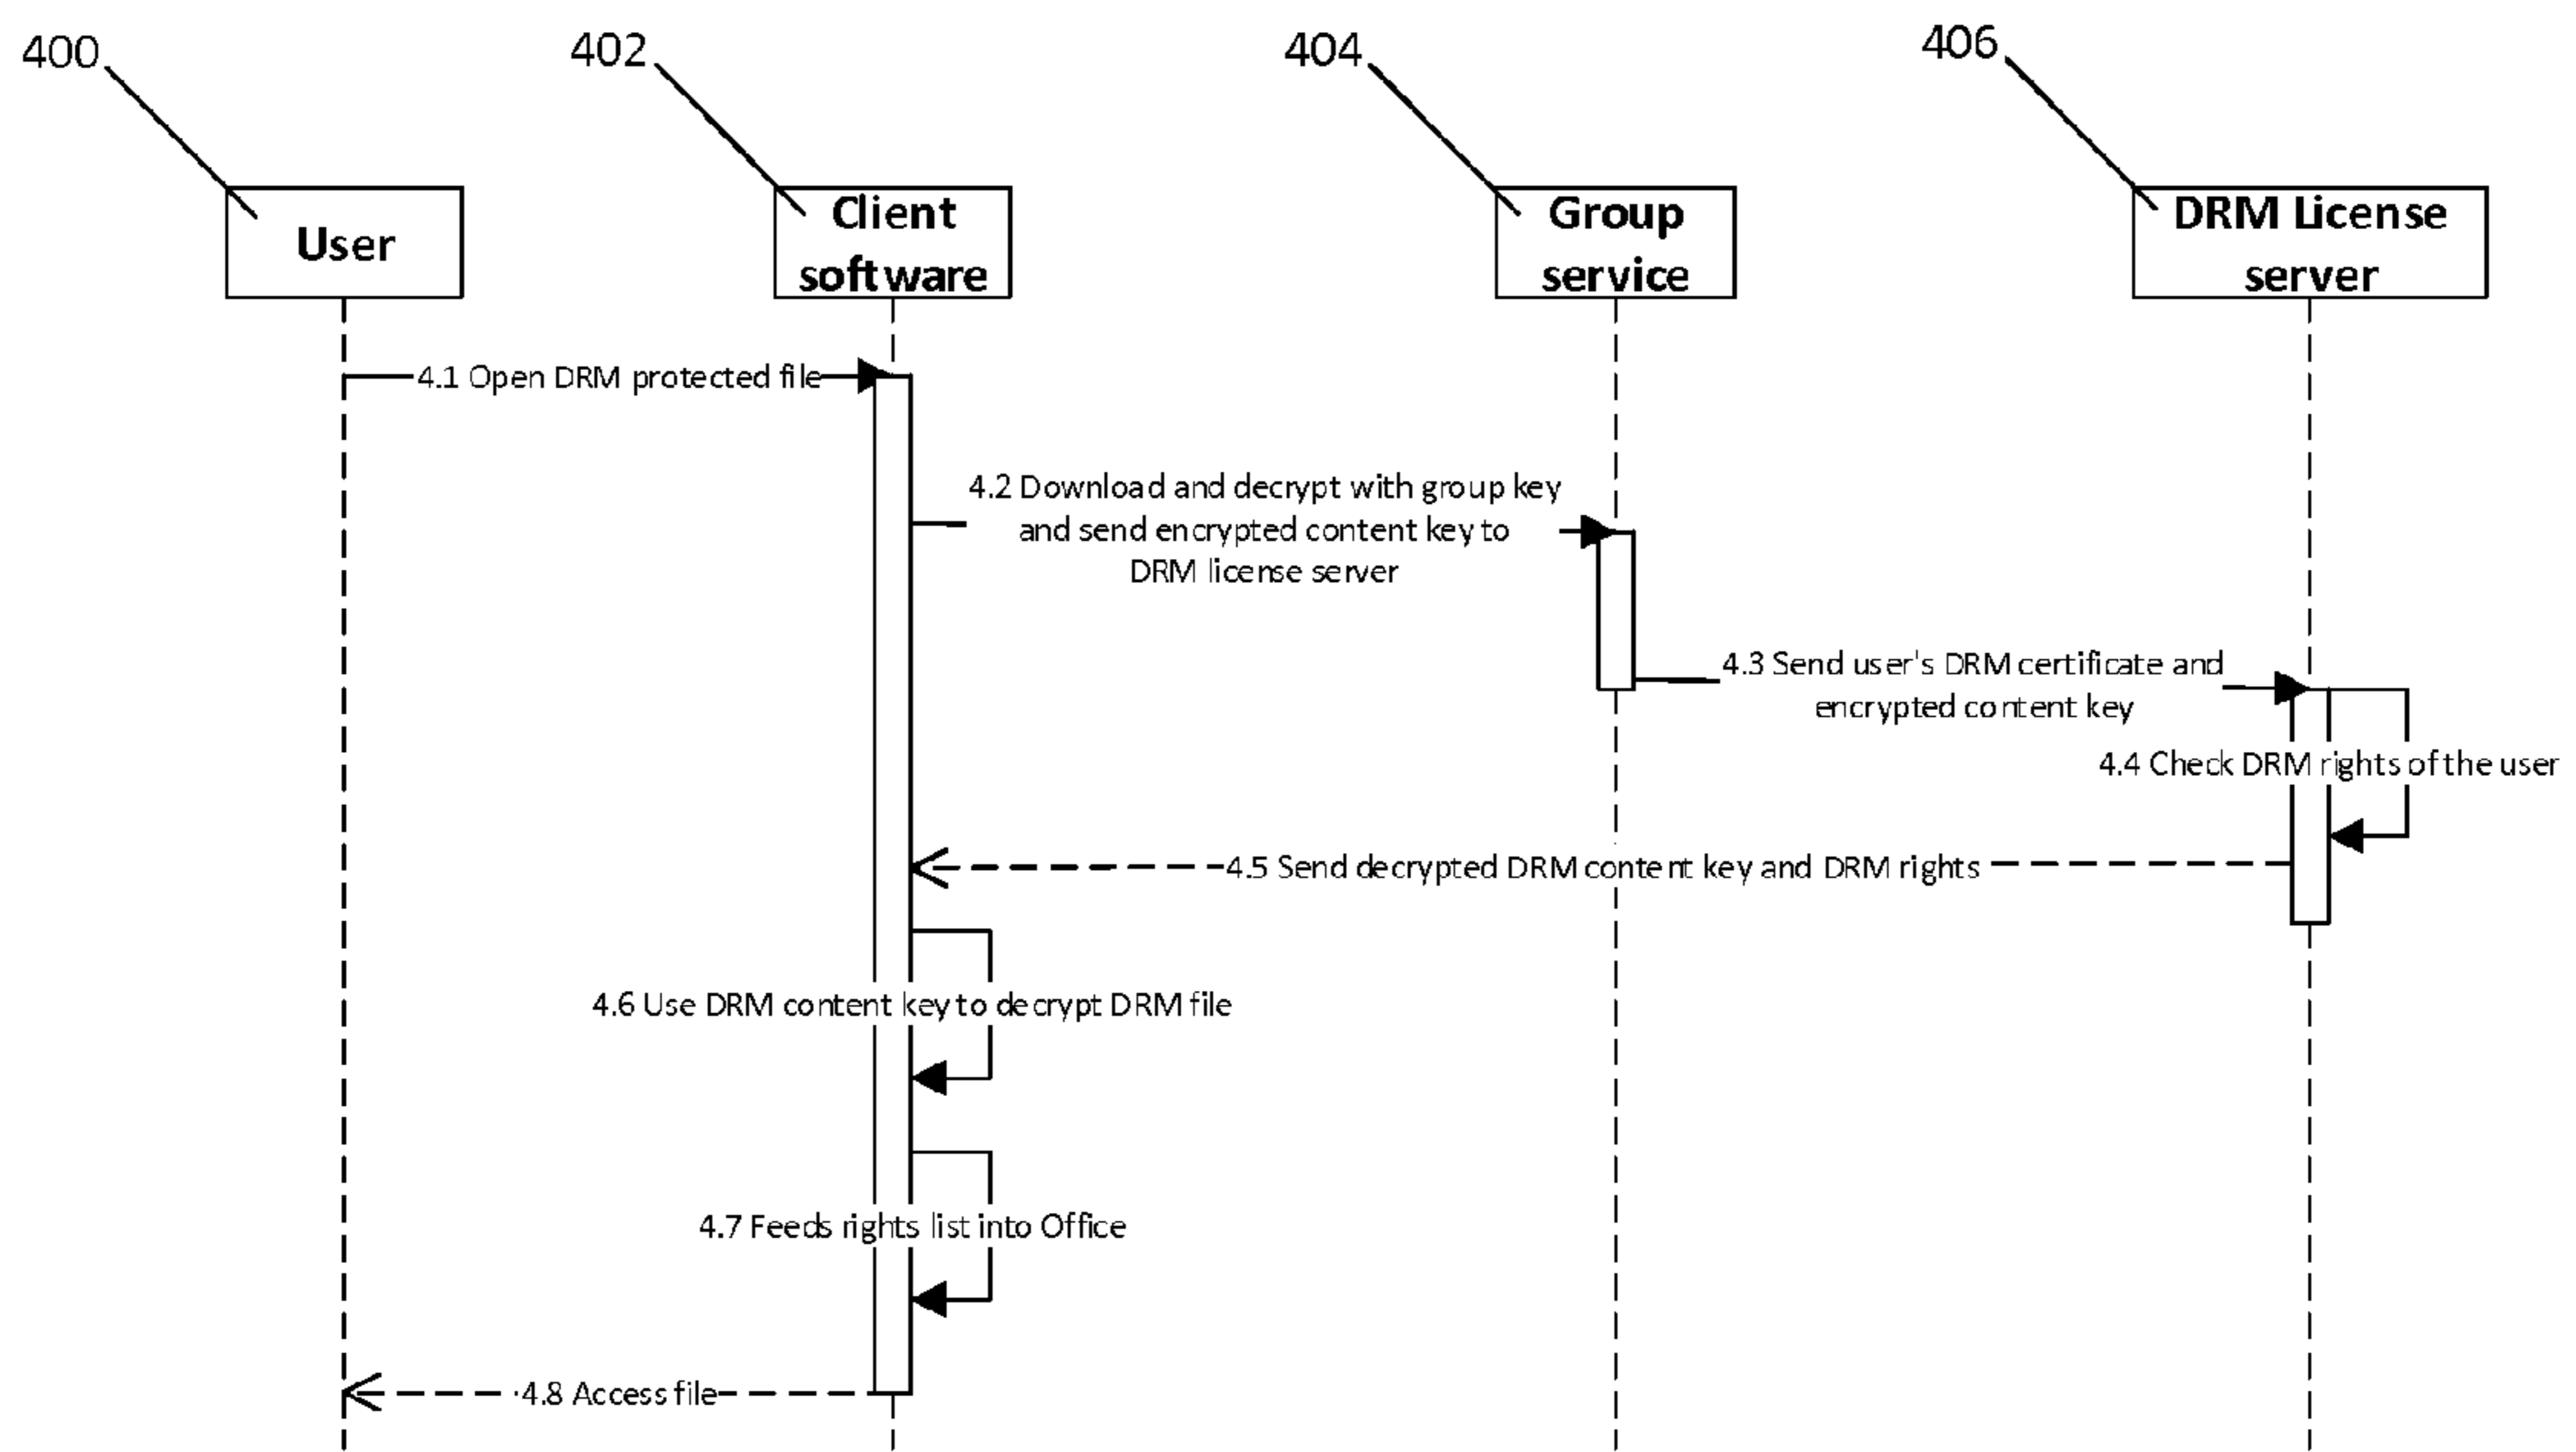 400
402
404
406
User
Client
software
Group
service
DRM License
server
4.1 Open DRM protected file
4.2 Download and decrypt with group key
and send encrypted content key to
DRM license server
4.3 Send user's DRM certificate and
encrypted content key
4.4 Check DRM rights of the user
4.5 Send decrypted DRM content key and DRM rights
4.6 Use DRM content key to decrypt DRM file
4.7 Feeds rights list into Office
4.8 Access file